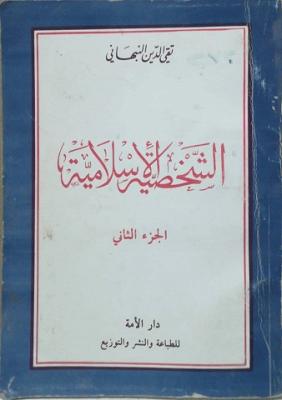 تقي الدين النبهاني
الشخصية الإسلامية
الجزء الثاني
دار الأمة
للطباعة والنشر والتوزيع